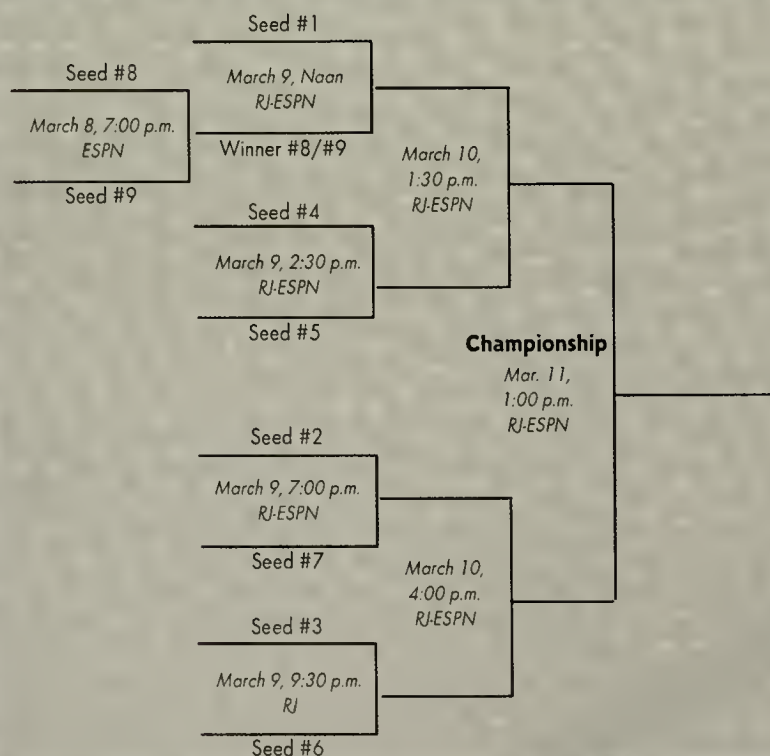 Seed #1
March 9, Naan
RJ-ESPN
Winner #8/#9
Seed #8
March 8, 7:00 p.m.
ESPN
Seed #9
Seed #4
March 9, 2:30 p.m.
RJ-ESPN
Seed #5
March 10,
1:30 p.m.
RJ-ESPN
Championship
Mar. 11,
1:00 p.m.
RJ-ESPN
Seed #2
March 9, 7:00 p.m.
RJ-ESPN
Seed #7
March 10,
4:00 p.m.
RJ-ESPN
Seed #3
March 9, 9:30 p.m.
RJ
Seed #6